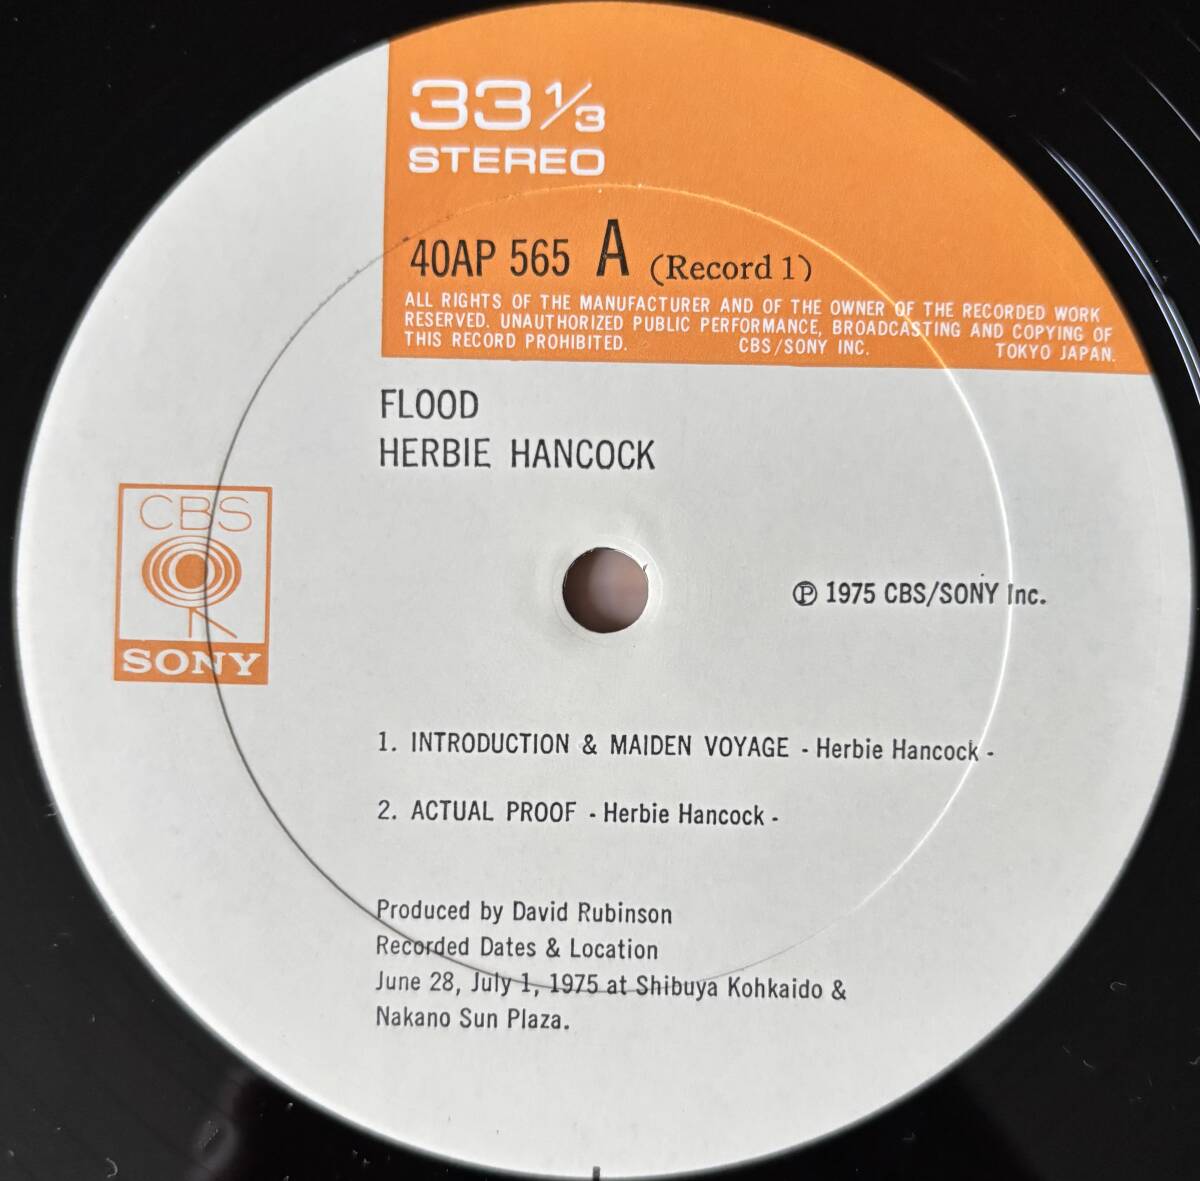 33 1/3
STEREO
40AP 565 A (Record 1)
ALL RIGHTS OF THE MANUFACTURER AND OF THE OWNER OF THE RECORDED WORK
RESERVED. UNAUTHORIZED PUBLIC PERFORMANCE, BROADCASTING AND COPYING OF
THIS RECORD PROHIBITED. CBS/SONY INC. TOKYO JAPAN.
FLOOD
HERBIE HANCOCK
CBS
SONY
℗ 1975 CBS/SONY Inc.
1. INTRODUCTION & MAIDEN VOYAGE - Herbie Hancock -
2. ACTUAL PROOF - Herbie Hancock -
Produced by David Rubinson
Recorded Dates & Location
June 28, July 1, 1975 at Shibuya Kohkaido &
Nakano Sun Plaza.